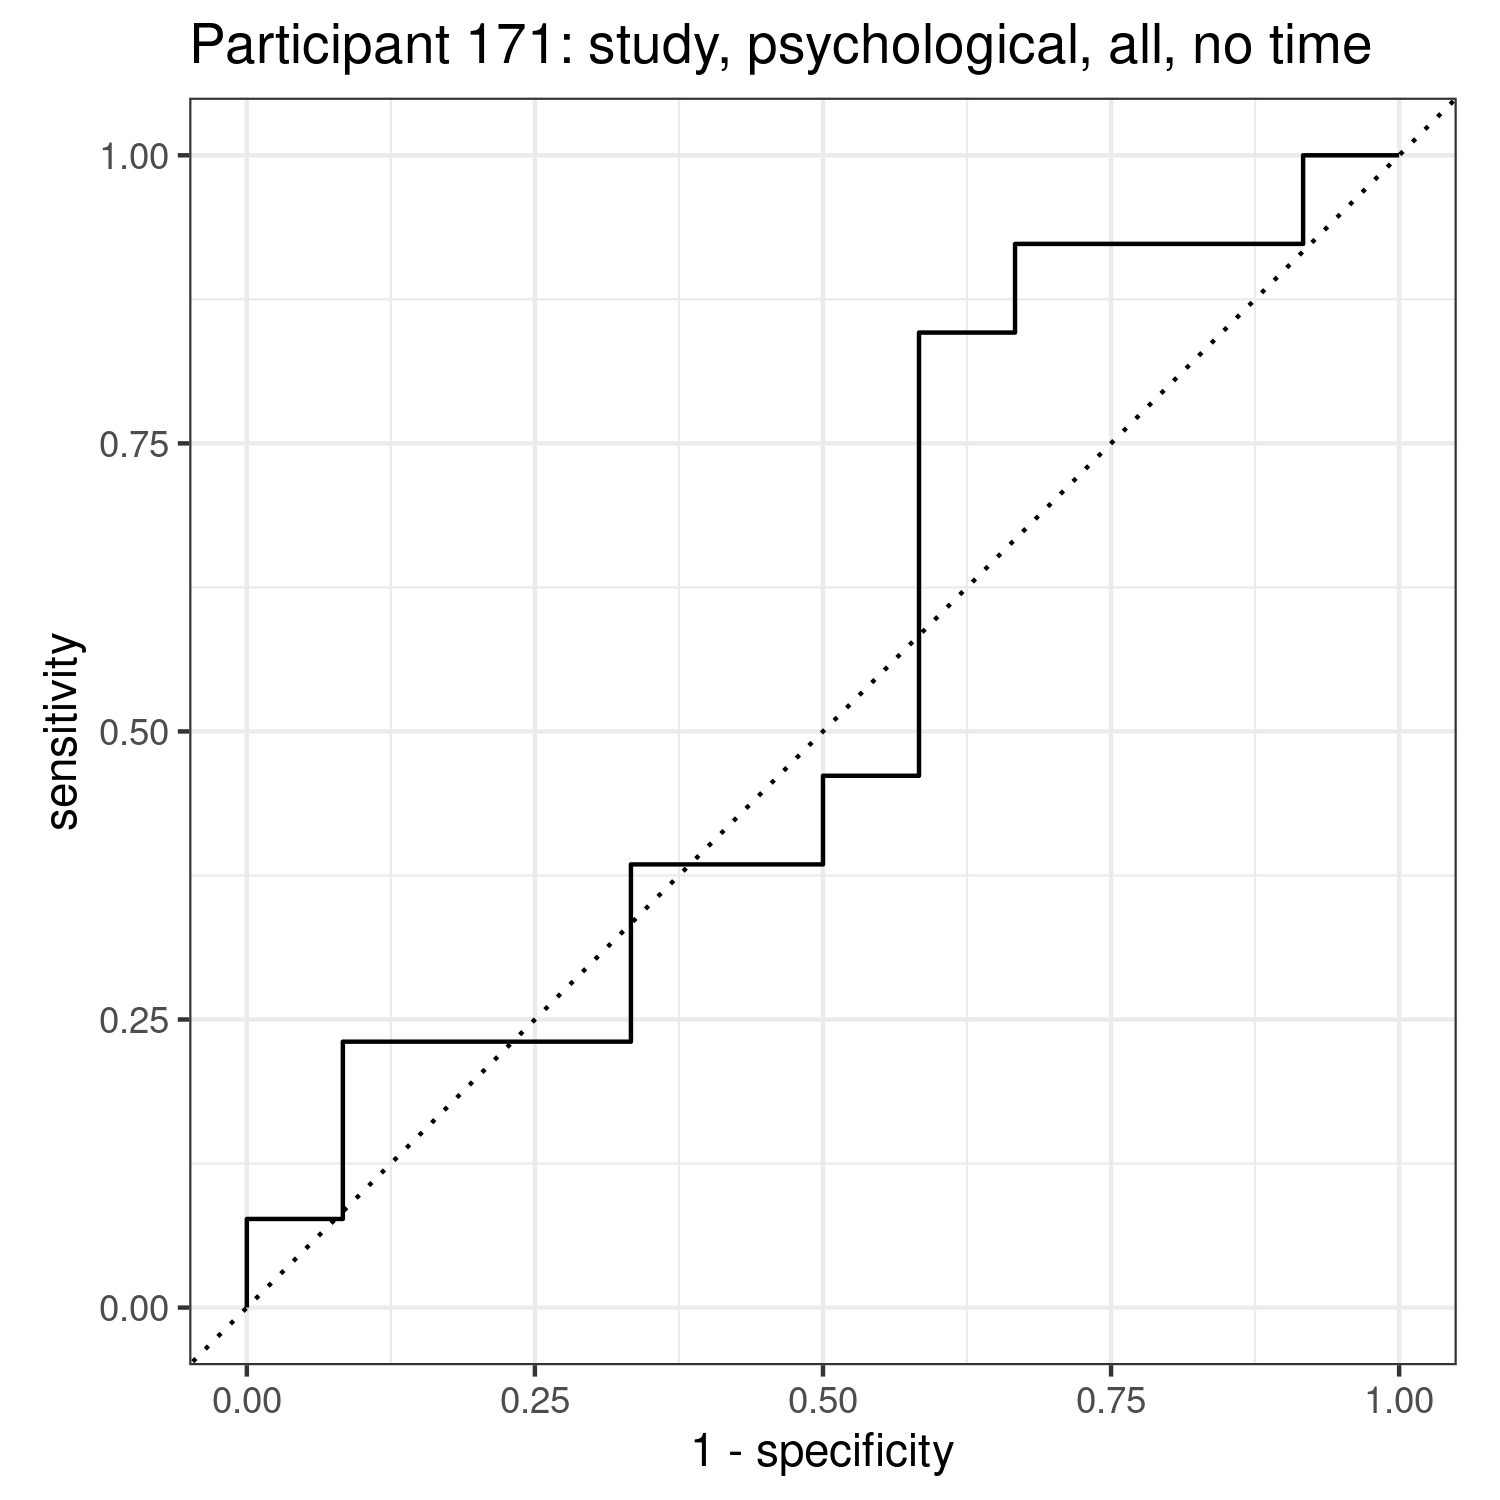 Participant 171: study, psychological, all, no time
1.00
0.75
0.50
0.25
0.00
sensitivity
0.00 0.25 0.50 0.75 1.00
1 - specificity